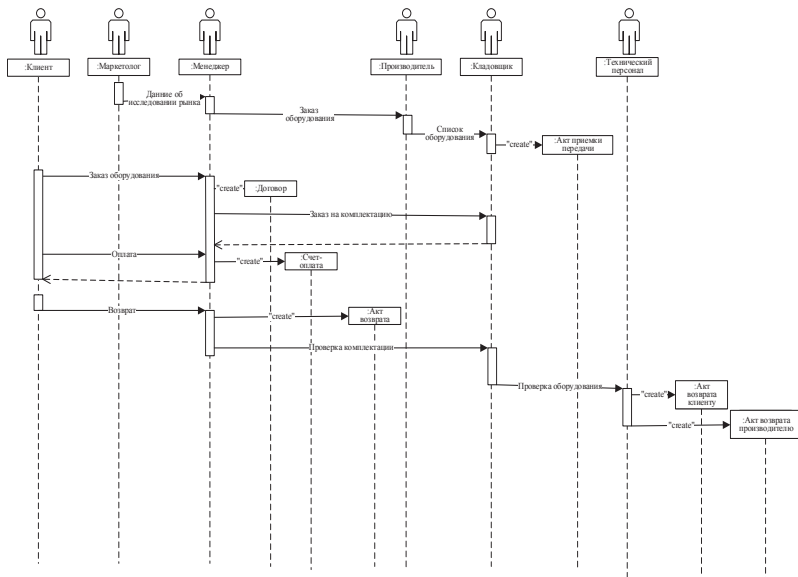 :Клиент
:Маркетолог
:Менеджер
:Производитель
:Кладовщик
:Технический
персонал
Данние об
исследовании рынка
Заказ
оборудования
Список
оборудования
"create"
:Акт приемки
передачи
Заказ оборудования
"create"
:Договор
Заказ на комплектацию
Оплата
"create"
:Счет-
оплата
Возврат
"create"
:Акт
возврата
Проверка комплектации
Проверка оборудования
"create"
:Акт
возврата
клиенту
"create"
:Акт возврата
производителю